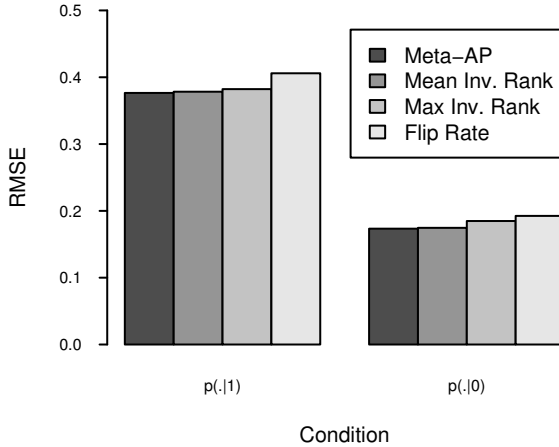 0.5
0.4
0.3
0.2
0.1
0.0
RMSE
Meta−AP
Mean Inv. Rank
Max Inv. Rank
Flip Rate
p(.|1) p(.|0)
Condition